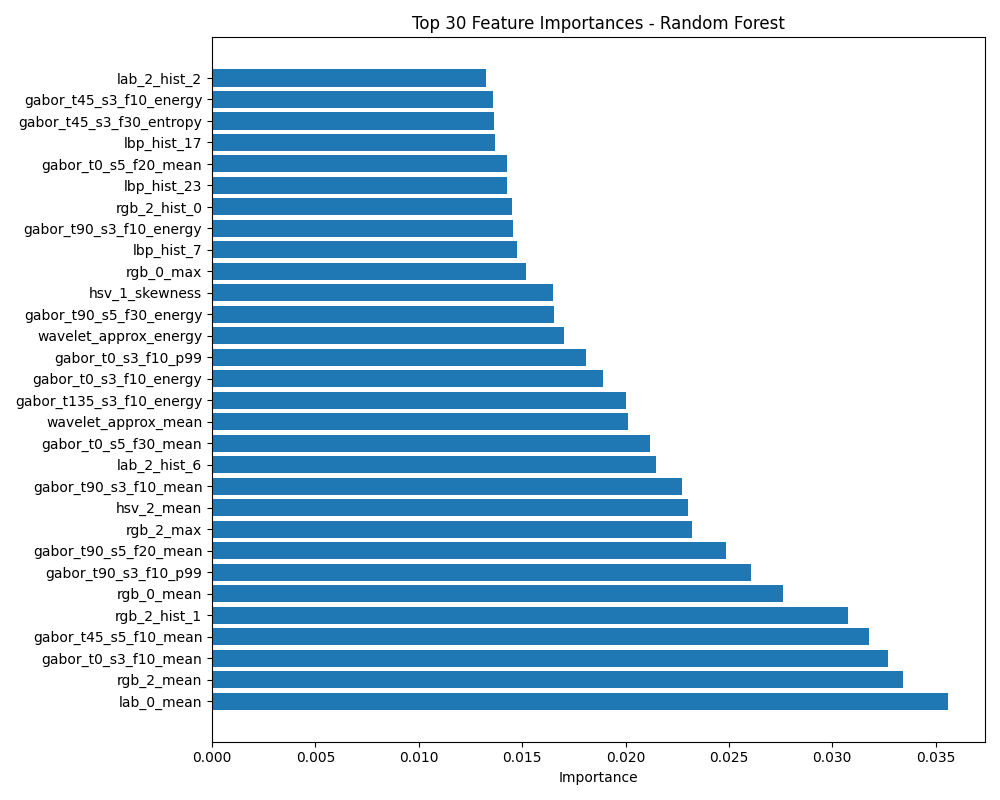 Top 30 Feature Importances - Random Forest
lab_2_hist_2
gabor_t45_s3_f10_energy
gabor_t45_s3_f30_entropy
lbp_hist_17
gabor_t0_s5_f20_mean
lbp_hist_23
rgb_2_hist_0
gabor_t90_s3_f10_energy
lbp_hist_7
rgb_0_max
hsv_1_skewness
gabor_t90_s5_f30_energy
wavelet_approx_energy
gabor_t0_s3_f10_p99
gabor_t0_s3_f10_energy
gabor_t135_s3_f10_energy
wavelet_approx_mean
gabor_t0_s5_f30_mean
lab_2_hist_6
gabor_t90_s3_f10_mean
hsv_2_mean
rgb_2_max
gabor_t90_s5_f20_mean
gabor_t90_s3_f10_p99
rgb_0_mean
rgb_2_hist_1
gabor_t45_s5_f10_mean
gabor_t0_s3_f10_mean
rgb_2_mean
lab_0_mean
0.000 0.005 0.010 0.015 0.020 0.025 0.030 0.035
Importance